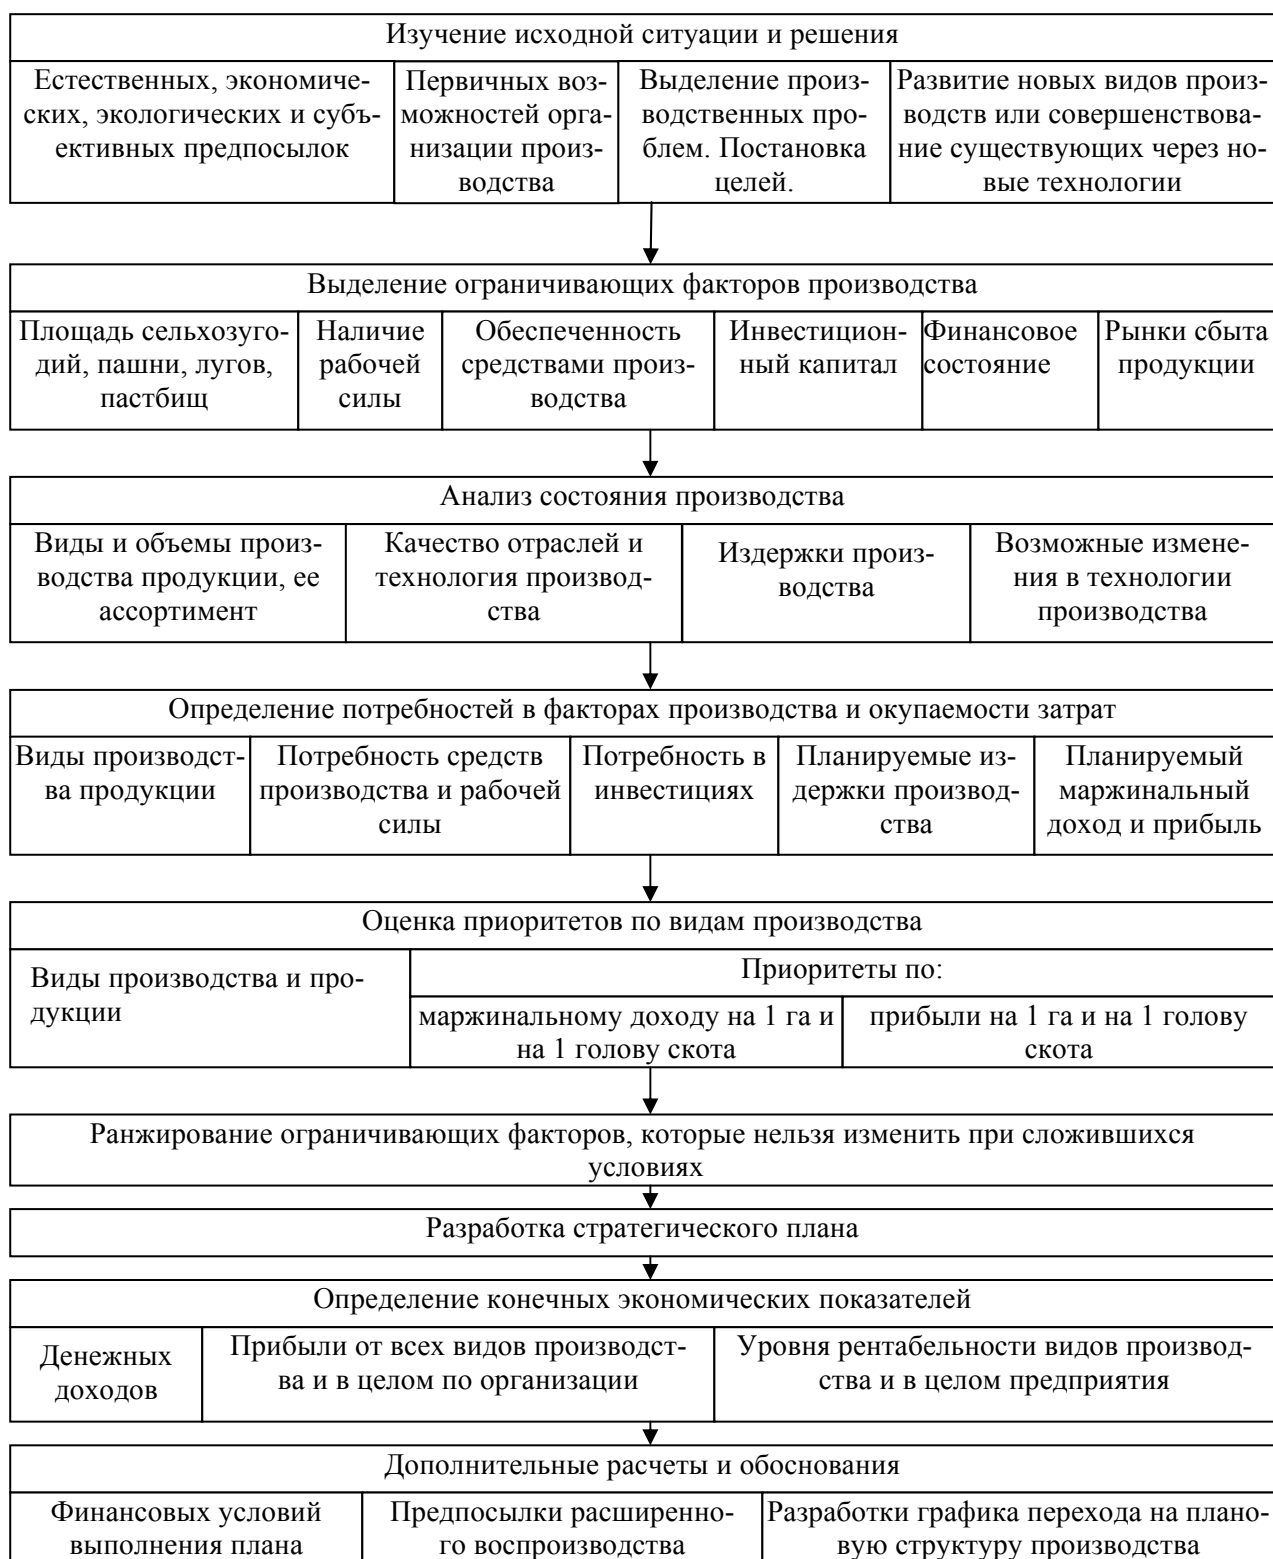 Изучение исходной ситуации и решения
Естественных, экономиче-
ских, экологических и субъ-
ективных предпосылок
Первичных воз-
можностей орга-
низации произ-
водства
Выделение произ-
водственных про-
блем. Постановка
целей.
Развитие новых видов произ-
водств или совершенствова-
ние существующих через но-
вые технологии
Выделение ограничивающих факторов производства
Площадь сельхозуго-
дий, пашни, лугов,
пастбищ
Наличие
рабочей
силы
Обеспеченность
средствами произ-
водства
Инвестицион-
ный капитал
Финансовое
состояние
Рынки сбыта
продукции
Анализ состояния производства
Виды и объемы произ-
водства продукции, ее
ассортимент
Качество отраслей и
технология производ-
ства
Издержки произ-
водства
Возможные измене-
ния в технологии
производства
Определение потребностей в факторах производства и окупаемости затрат
Виды производст-
ва продукции
Потребность средств
производства и рабочей
силы
Потребность в
инвестициях
Планируемые из-
держки производ-
ства
Планируемый
маржинальный
доход и прибыль
Оценка приоритетов по видам производства
Виды производства и про-
дукции
Приоритеты по:
маржинальному доходу на 1 га и
на 1 голову скота
прибыли на 1 га и на 1 голову
скота
Ранжирование ограничивающих факторов, которые нельзя изменить при сложившихся
условиях
Разработка стратегического плана
Определение конечных экономических показателей
Денежных
доходов
Прибыли от всех видов производст-
ва и в целом по организации
Уровня рентабельности видов производ-
ства и в целом предприятия
Дополнительные расчеты и обоснования
Финансовых условий
выполнения плана
Предпосылки расширенно-
го воспроизводства
Разработки графика перехода на плано-
вую структуру производства